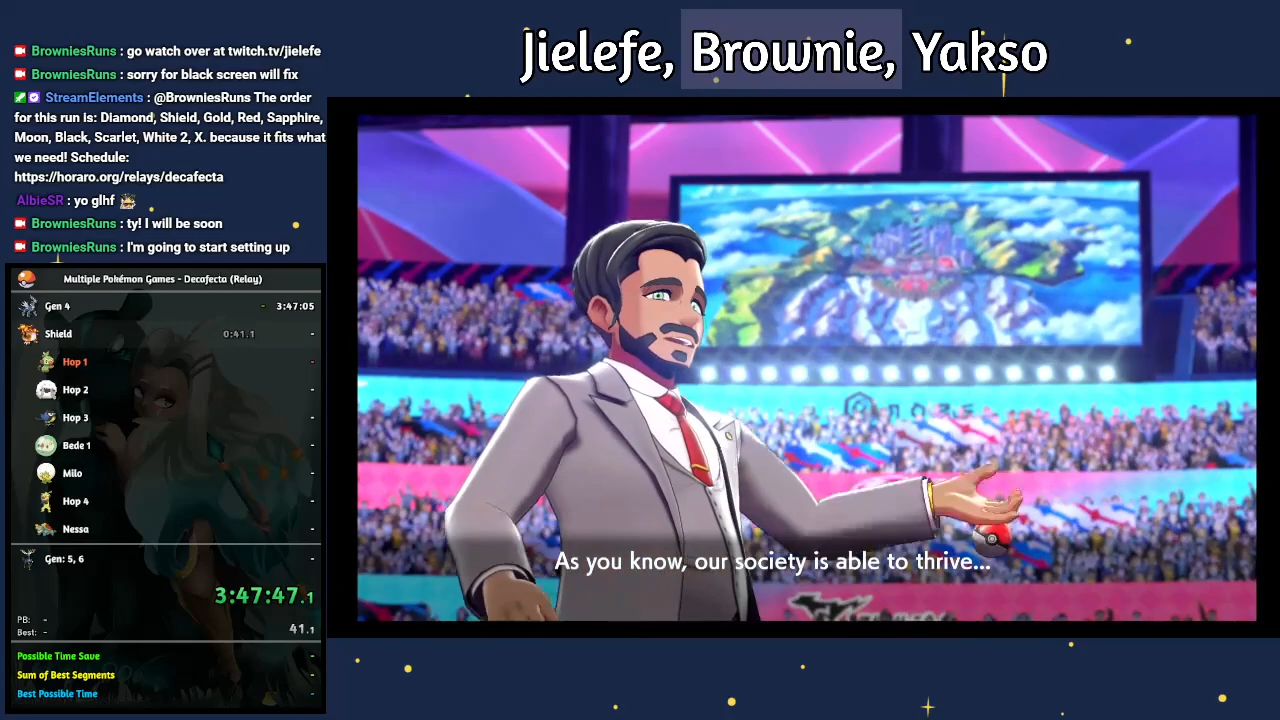 Jielefe, Brownie, Yakso
BrowniesRuns : go watch over at twitch.tv/jielefe
BrowniesRuns : sorry for black screen will fix
StreamElements : @BrowniesRuns The order
for this run is: Diamond, Shield, Gold, Red, Sapphire,
Moon, Black, Scarlet, White 2, X. because it fits what
we need! Schedule:
https://horaro.org/relays/decafecta
AlbieSR : yo glhf
BrowniesRuns : ty! I will be soon
BrowniesRuns : I'm going to start setting up
Multiple Pokémon Games - Decafecta (Relay)
Gen 4 - 3:47:05
Shield 0:41.1 -
Hop 1 -
Hop 2 -
Hop 3 -
Bede 1 -
Milo -
Hop 4 -
Nessa -
Gen: 5, 6 -
3:47:47.1
PB: -
Best: -
41.1
Possible Time Save -
Sum of Best Segments -
Best Possible Time -
As you know, our society is able to thrive...